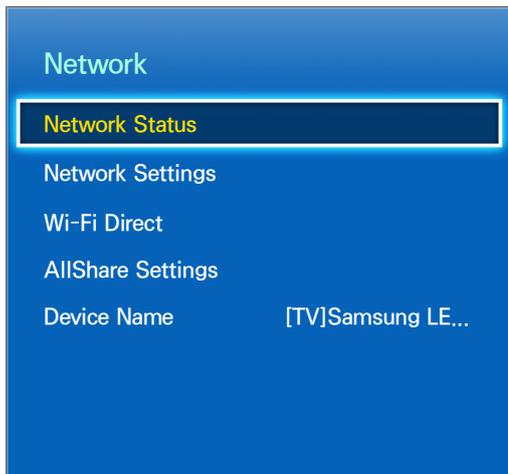 Network
Network Status
Network Settings
Wi-Fi Direct
AllShare Settings
Device Name [TV]Samsung LE...